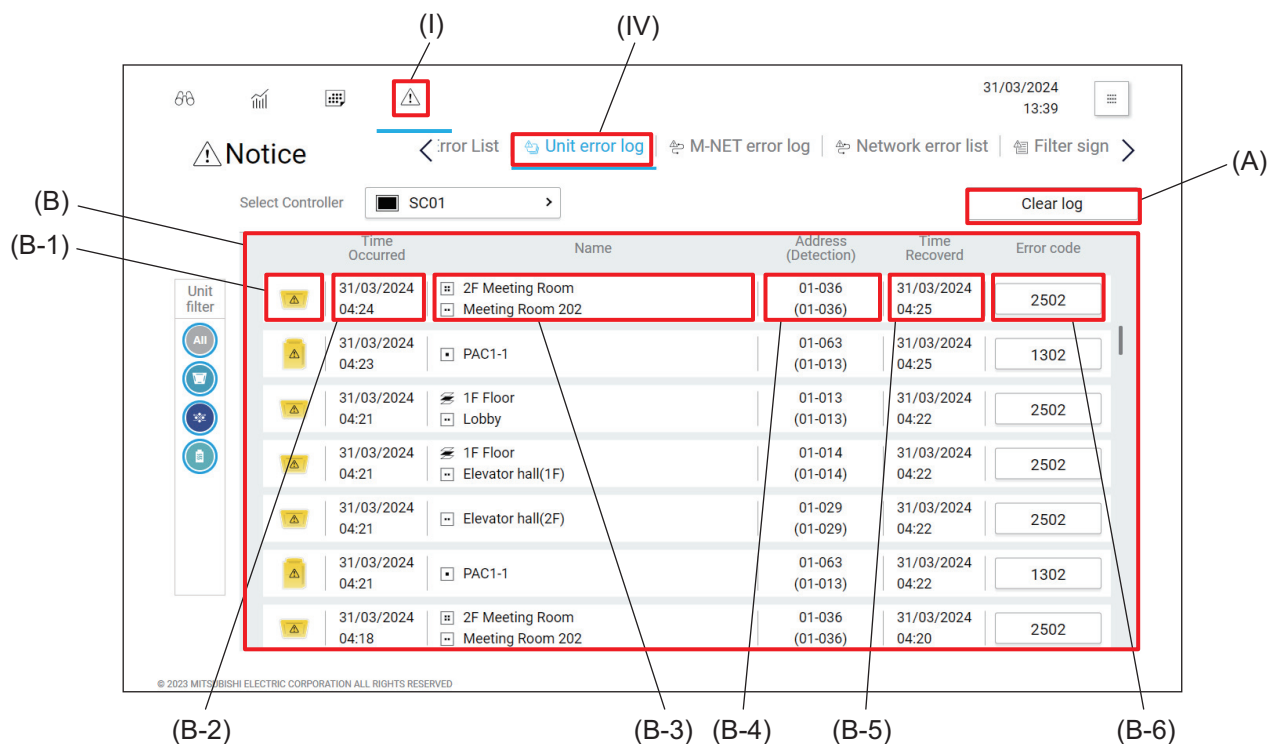 (I)
(IV)
31/03/2024
13:39
Notice
Error List
Unit error log
M-NET error log
Network error list
Filter sign
(A)
(B)
Select Controller
SC01
Clear log
(B-1)
Time
Occurred
Name
Address
(Detection)
Time
Recoverd
Error code
Unit
filter
All
31/03/2024
04:24
2F Meeting Room
Meeting Room 202
01-036
(01-036)
31/03/2024
04:25
2502
31/03/2024
04:23
PAC1-1
01-063
(01-013)
31/03/2024
04:25
1302
31/03/2024
04:21
1F Floor
Lobby
01-013
(01-013)
31/03/2024
04:22
2502
31/03/2024
04:21
1F Floor
Elevator hall(1F)
01-014
(01-014)
31/03/2024
04:22
2502
31/03/2024
04:21
Elevator hall(2F)
01-029
(01-029)
31/03/2024
04:22
2502
31/03/2024
04:21
PAC1-1
01-063
(01-013)
31/03/2024
04:22
1302
31/03/2024
04:18
2F Meeting Room
Meeting Room 202
01-036
(01-036)
31/03/2024
04:20
2502
© 2023 MITSUBISHI ELECTRIC CORPORATION ALL RIGHTS RESERVED
(B-2)
(B-3)
(B-4)
(B-5)
(B-6)